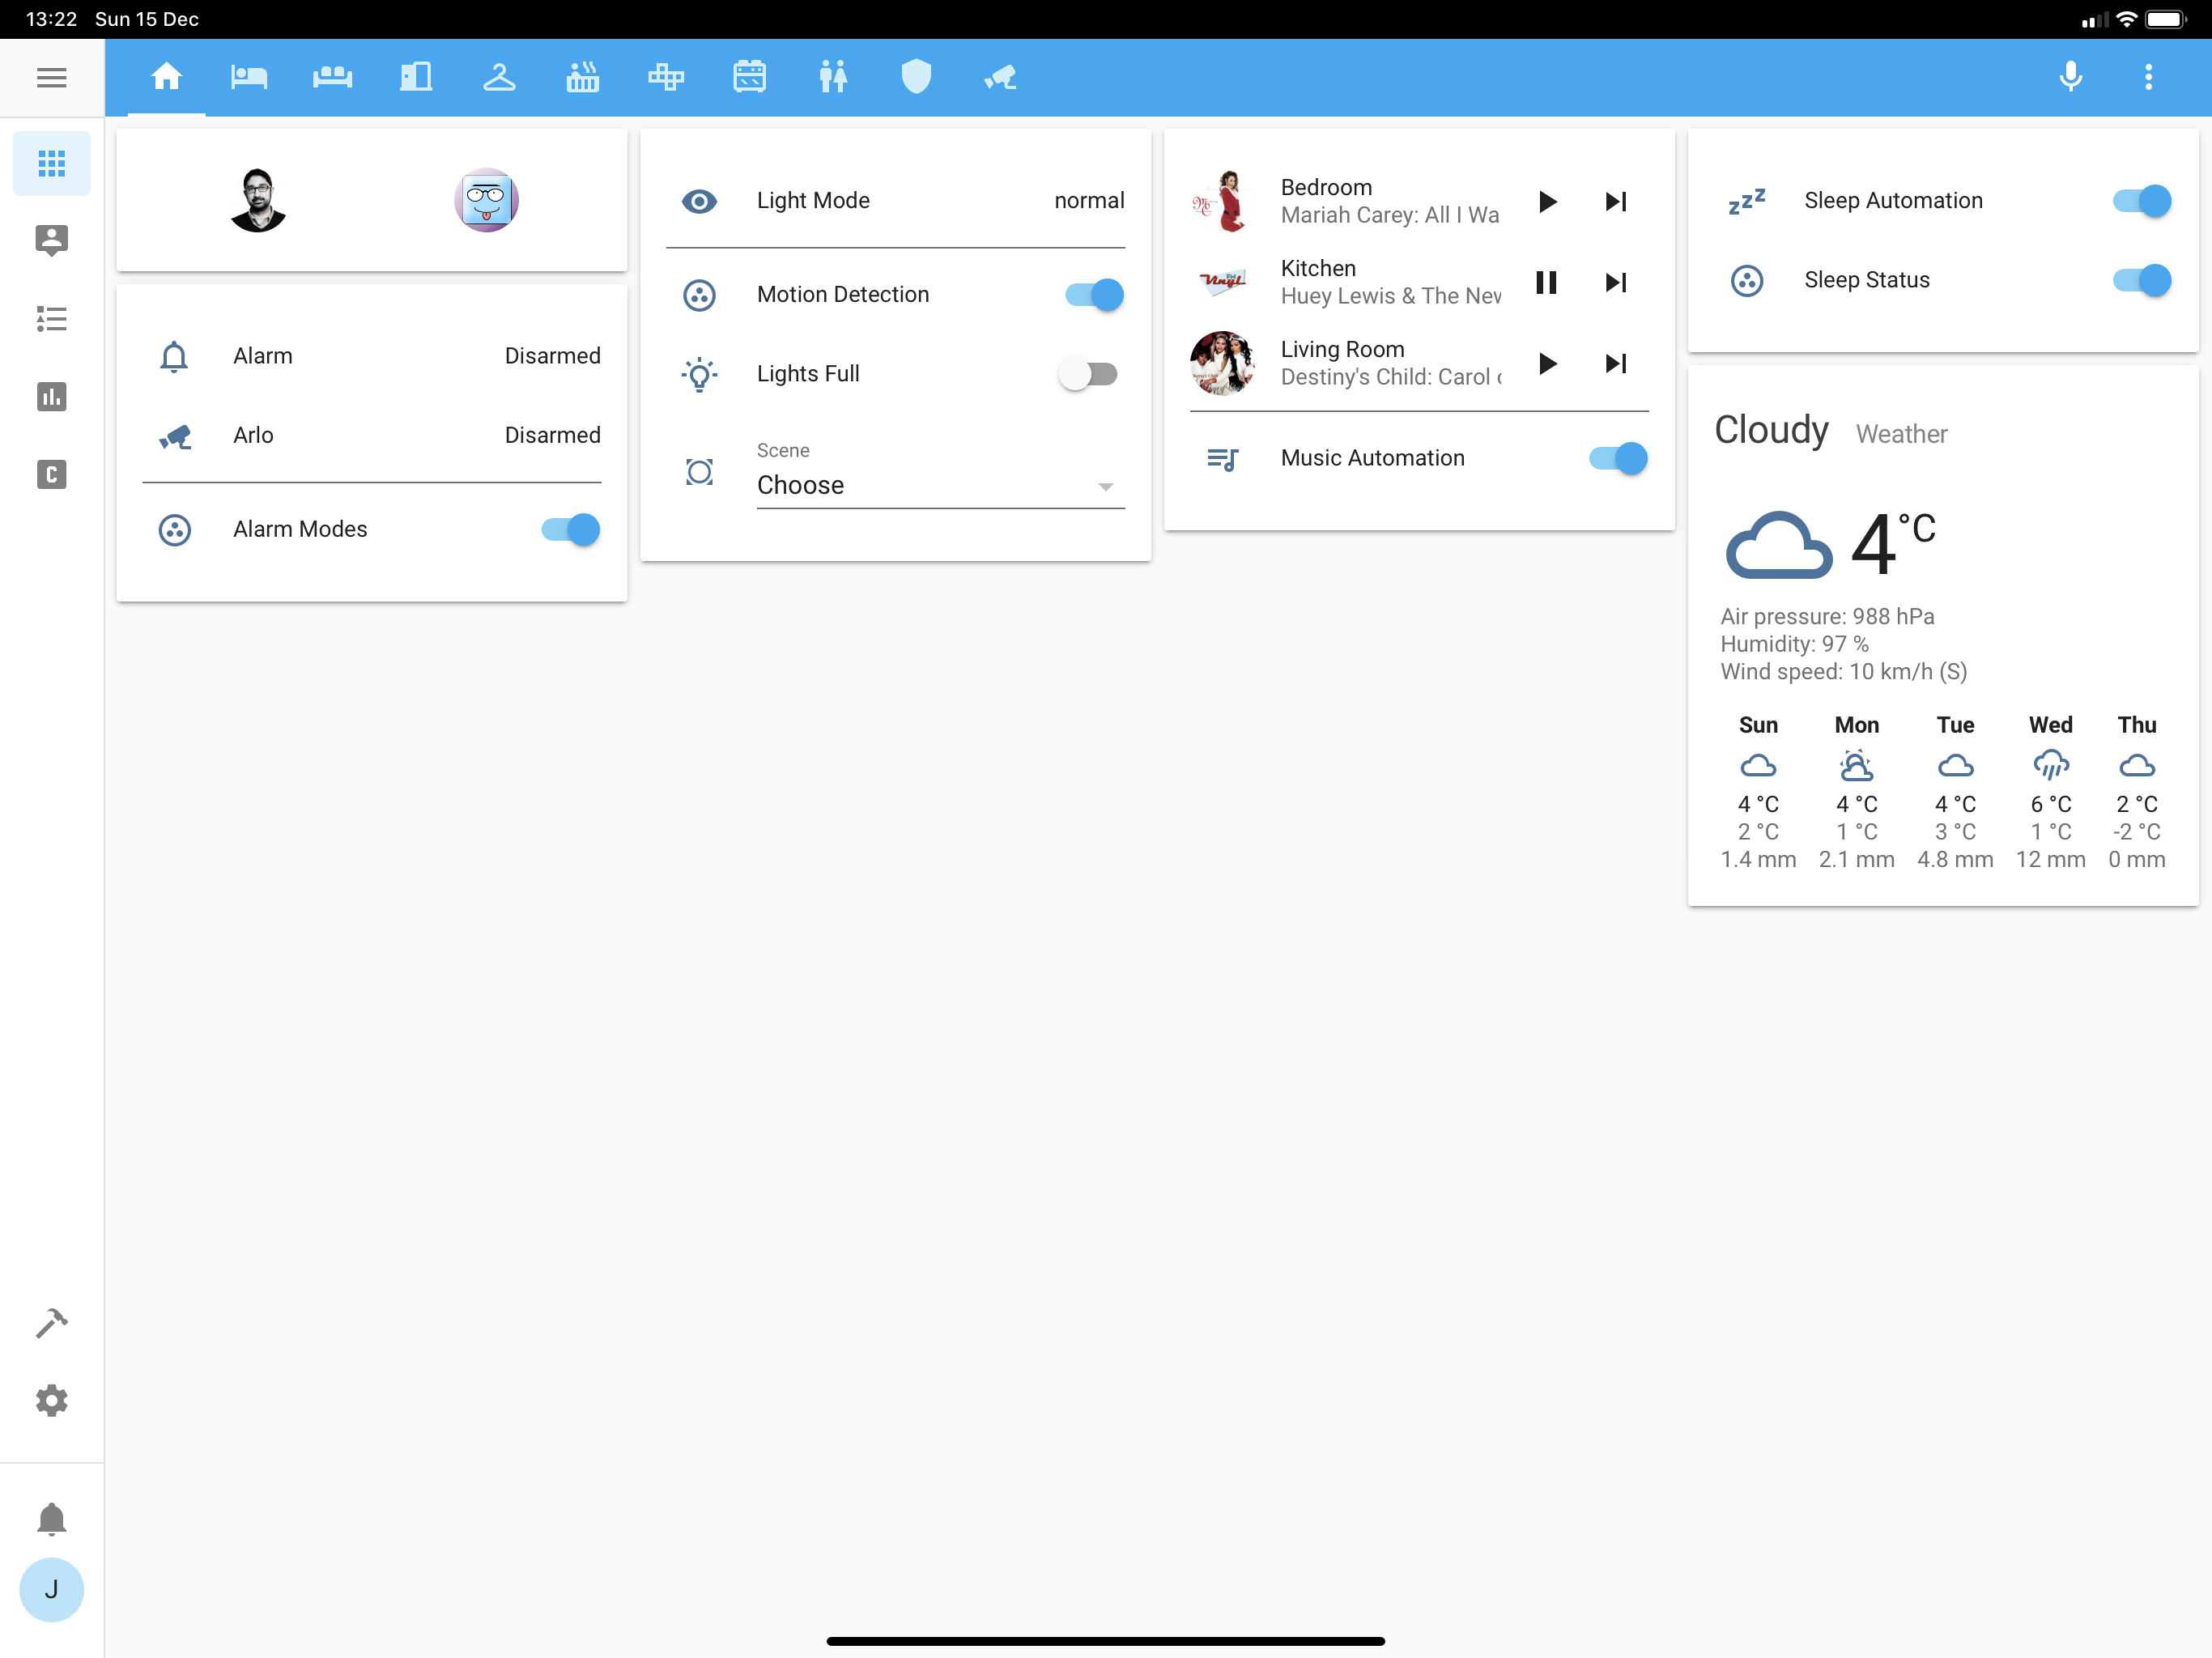 13:22 Sun 15 Dec
Alarm Disarmed
Arlo Disarmed
Alarm Modes
Light Mode normal
Motion Detection
Lights Full
Scene
Choose
Bedroom
Mariah Carey: All I Wa
Kitchen
Huey Lewis & The Nev
Living Room
Destiny's Child: Carol
Music Automation
Sleep Automation
Sleep Status
Cloudy Weather
4 °C
Air pressure: 988 hPa
Humidity: 97 %
Wind speed: 10 km/h (S)
Sun Mon Tue Wed Thu
4 °C 4 °C 4 °C 6 °C 2 °C
2 °C 1 °C 3 °C 1 °C -2 °C
1.4 mm 2.1 mm 4.8 mm 12 mm 0 mm
C
J
Vinyl